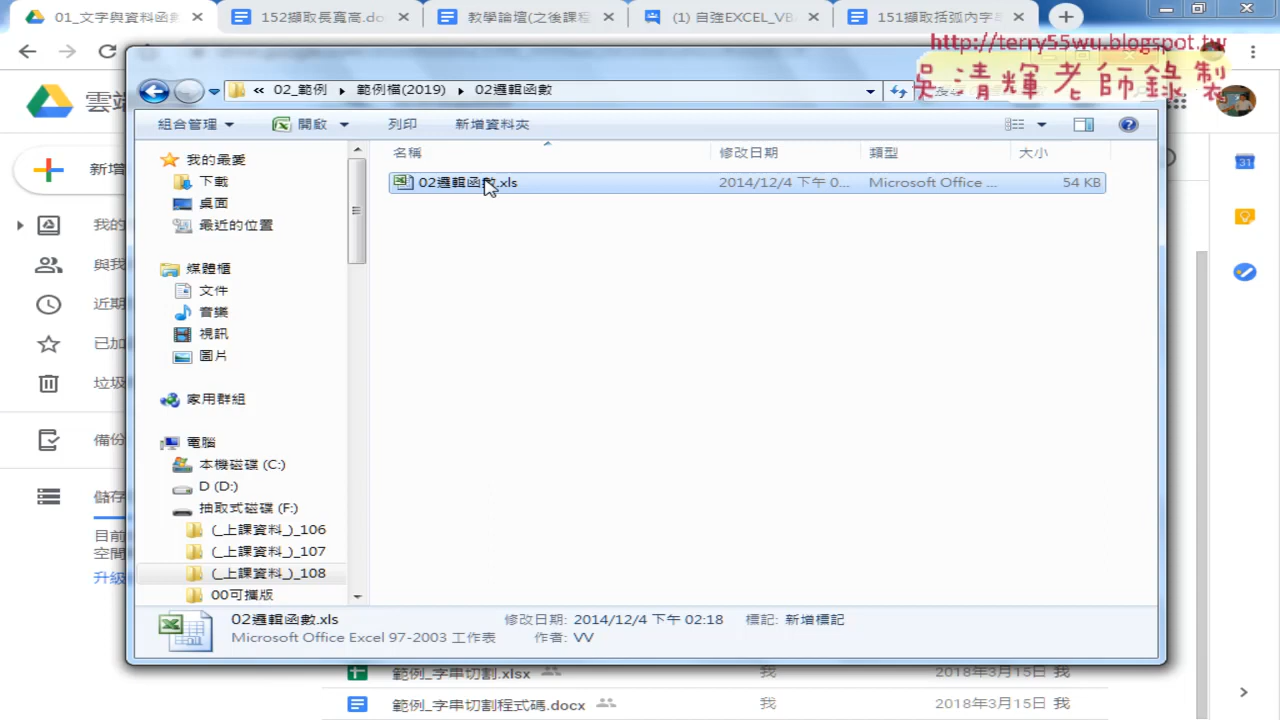 01_文字與資料函
152擷取長寬高.do
教學論壇(之後課程
(1) 自強EXCEL_VB
151擷取括弧內字
http://terry55wu.blogspot.tw
吳清輝老師錄製
02_範例
範例檔(2019)
02邏輯函數
雲端
組合管理
開啟
列印
新增資料夾
新增
我的最愛
下載
桌面
最近的位置
媒體櫃
文件
音樂
視訊
圖片
家用群組
電腦
本機磁碟 (C:)
D (D:)
抽取式磁碟 (F:)
(_上課資料_)_106
(_上課資料_)_107
(_上課資料_)_108
00可攜版
名稱
修改日期
類型
大小
02邏輯函數.xls
2014/12/4 下午 0...
Microsoft Office ...
54 KB
31
我的
與我
近期
已加
垃圾
備份
儲存
目前
空間
升級
02邏輯函數.xls
修改日期: 2014/12/4 下午 02:18
標記: 新增標記
Microsoft Office Excel 97-2003 工作表
作者: VV
範例_字串切割.xlsx
我
2018年3月15日 我
範例_字串切割程式碼.docx
我
2018年3月15日 我